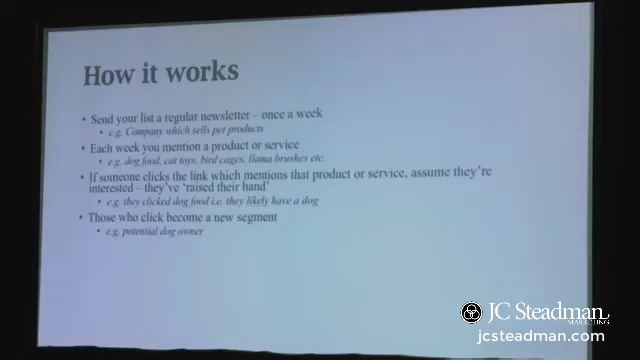 How it works
• Send your list a regular newsletter – once a week
• e.g. Company which sells pet products
• Each week you mention a product or service
• e.g. dog food, cat toys, bird cages, llama brushes etc.
• If someone clicks the link which mentions that product or service, assume they're
interested – they've 'raised their hand'
• e.g. they clicked dog food i.e. they likely have a dog
• Those who click become a new segment
• e.g. potential dog owner
JC Steadman
MARKETING
jcsteadman.com